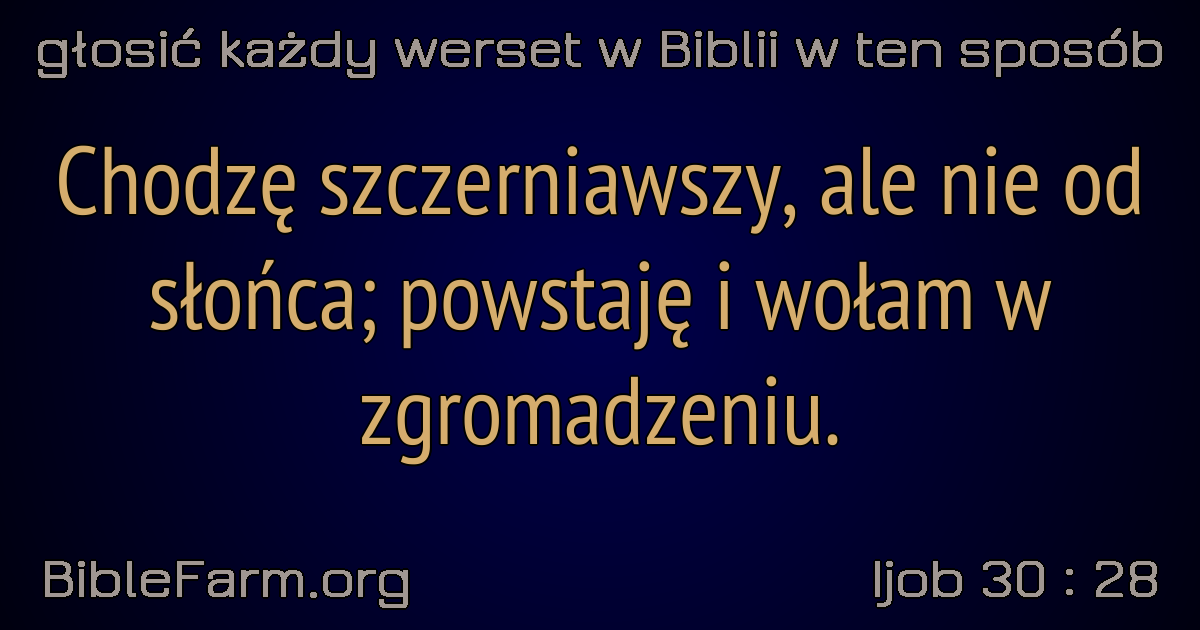 głosić każdy werset w Biblii w ten sposób
Chodzę szczerniawszy, ale nie od
słońca; powstaję i wołam w
zgromadzeniu.
BibleFarm.org
Ijob 30 : 28